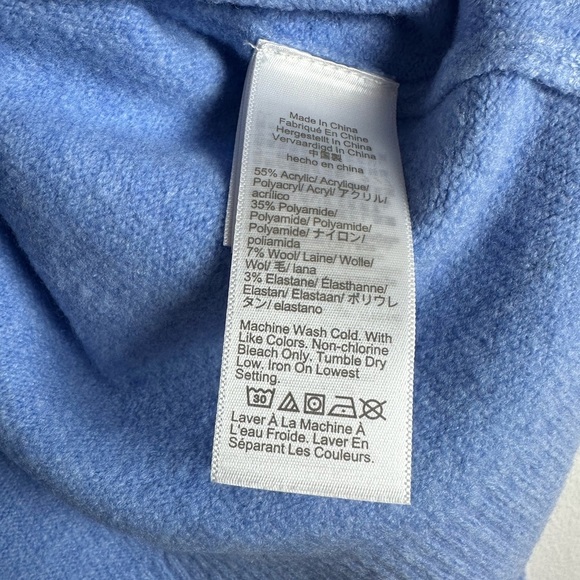 Made In China
Fabriqué En Chine
Hergestellt In China
Vervaardigd In China
中国製
hecho en china
55% Acrylic/ Acrylique/
Polyacryl/ Acryl/ アクリル/
acrílico
35% Polyamide/
Polyamide/ Polyamid/
Polyamide/ ナイロン/
poliamida
7% Wool/ Laine/ Wolle/
Wol/ 毛/ lana
3% Elastane/ Élasthanne/
Elastan/ Elastaan/ ポリウレ
タン/ elastano
Machine Wash Cold. With
Like Colors. Non-chlorine
Bleach Only. Tumble Dry
Low. Iron On Lowest
Setting.
30
Laver À La Machine À
L'eau Froide. Laver En
Séparant Les Couleurs.